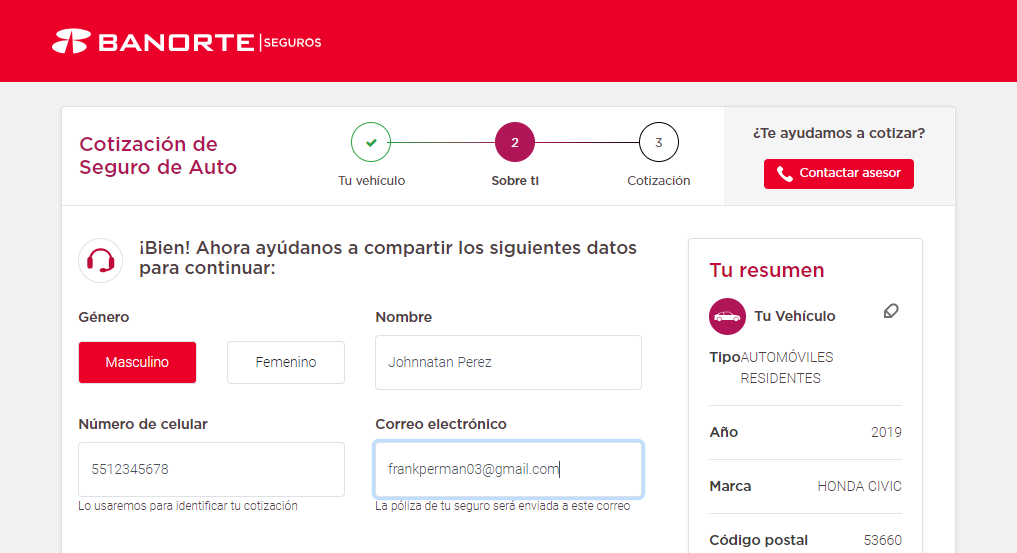 BANORTE SEGUROS
Cotización de
Seguro de Auto
2
3
Tu vehículo
Sobre ti
Cotización
¿Te ayudamos a cotizar?
Contactar asesor
¡Bien! Ahora ayúdanos a compartir los siguientes datos
para continuar:
Género
Masculino
Femenino
Nombre
Johnnatan Perez
Número de celular
5512345678
Lo usaremos para identificar tu cotización
Correo electrónico
frankperman03@gmail.com
La póliza de tu seguro será enviada a este correo
Tu resumen
Tu Vehículo
Tipo AUTOMÓVILES
RESIDENTES
Año 2019
Marca HONDA CIVIC
Código postal 53660